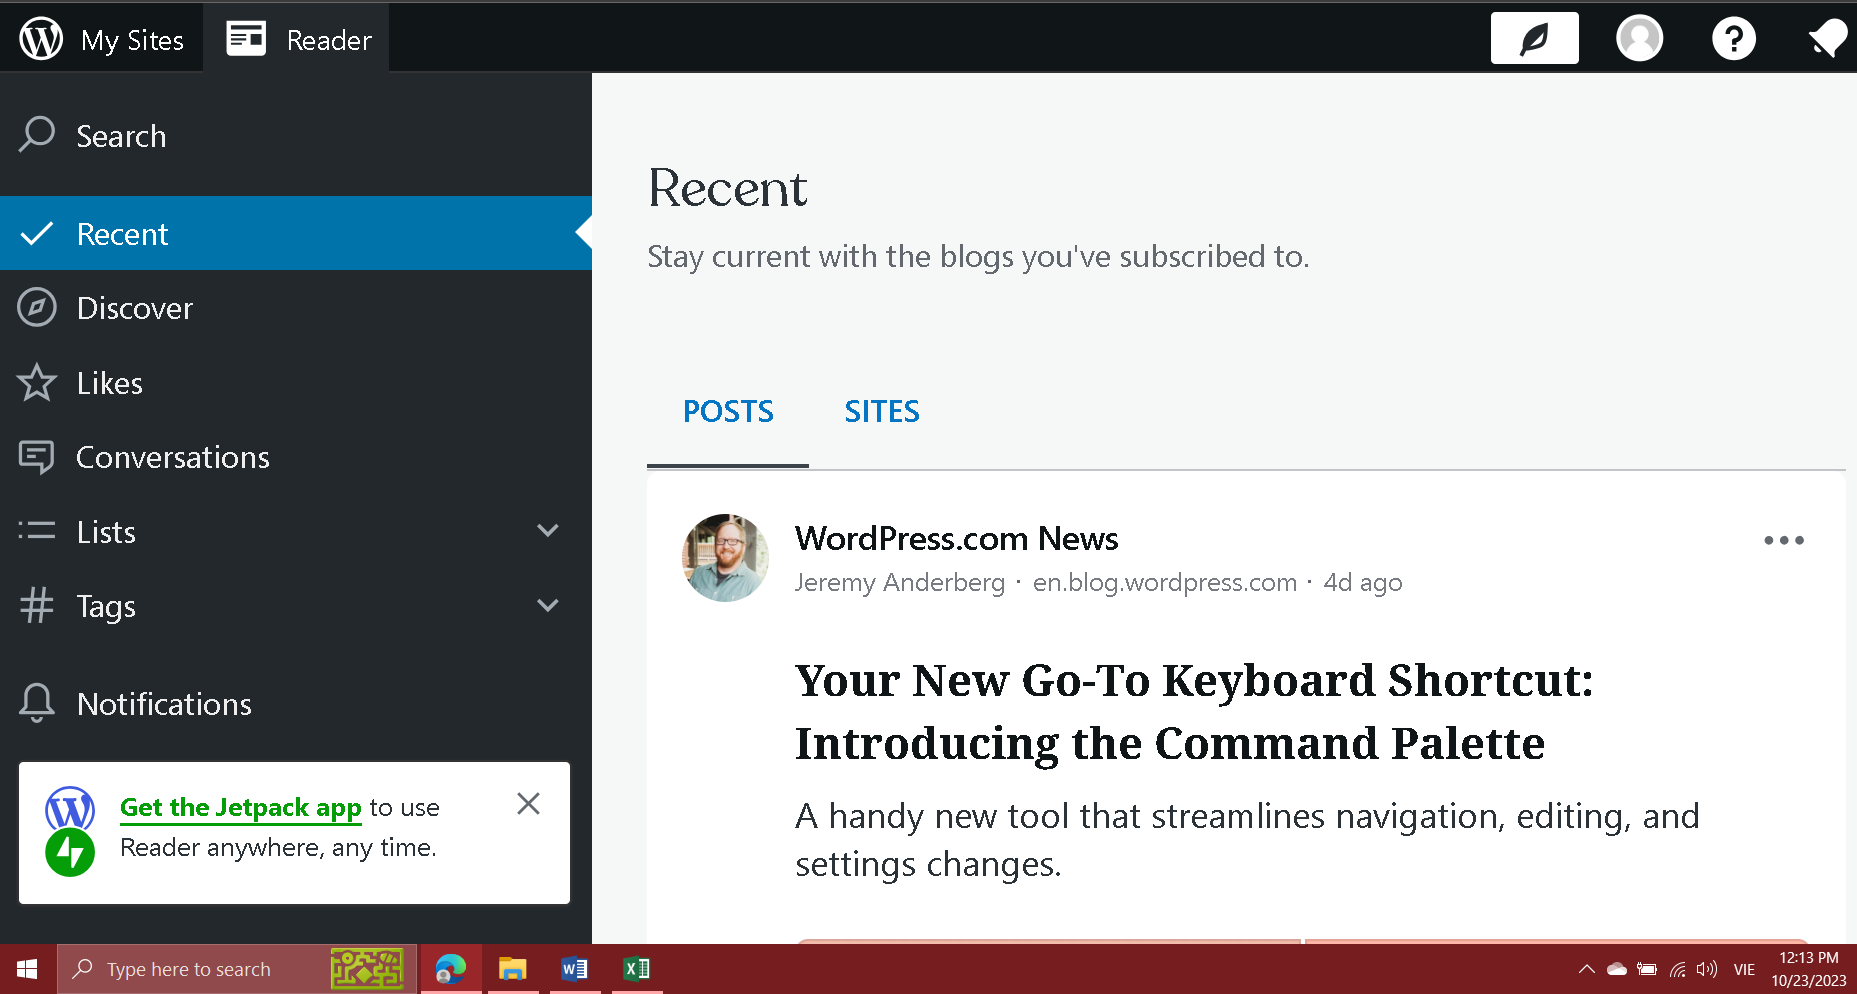 My Sites
Reader
Search
Recent
Discover
Likes
Conversations
Lists
Tags
Notifications
Get the Jetpack app to use
Reader anywhere, any time.
Recent
Stay current with the blogs you've subscribed to.
POSTS
SITES
WordPress.com News
Jeremy Anderberg · en.blog.wordpress.com · 4d ago
Your New Go-To Keyboard Shortcut:
Introducing the Command Palette
A handy new tool that streamlines navigation, editing, and
settings changes.
Type here to search
VIE
12:13 PM
10/23/2023